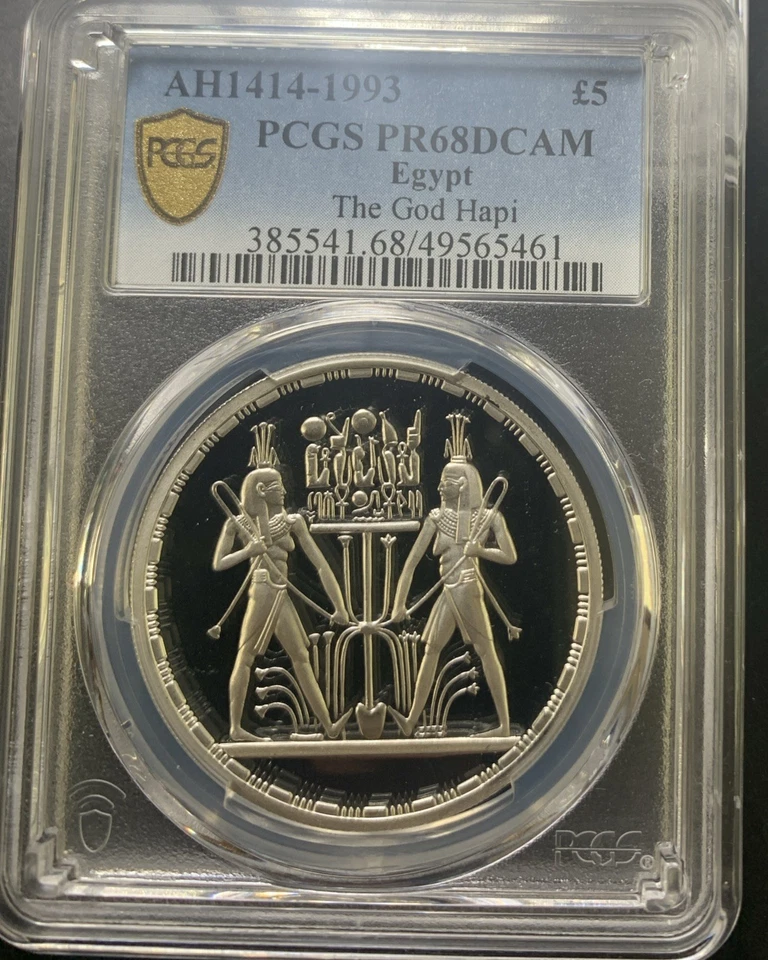 AH1414-1993 £5
PCGS
PCGS PR68DCAM
Egypt
The God Hapi
385541.68/49565461
PCGS®